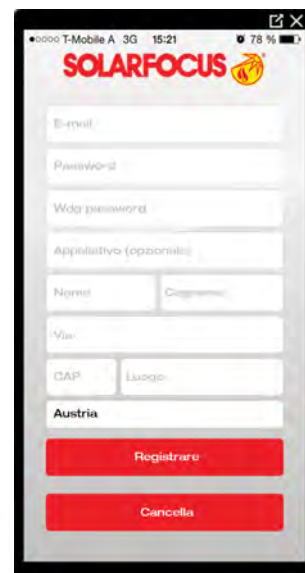 ●○○○○ T-Mobile A 3G 15:21 78 %
SOLARFOCUS
E-mail
Password
Wdg password
Appellativo (opzionale)
Nome Cognome
Via
CAP Luogo
Austria
Registrare
Cancella